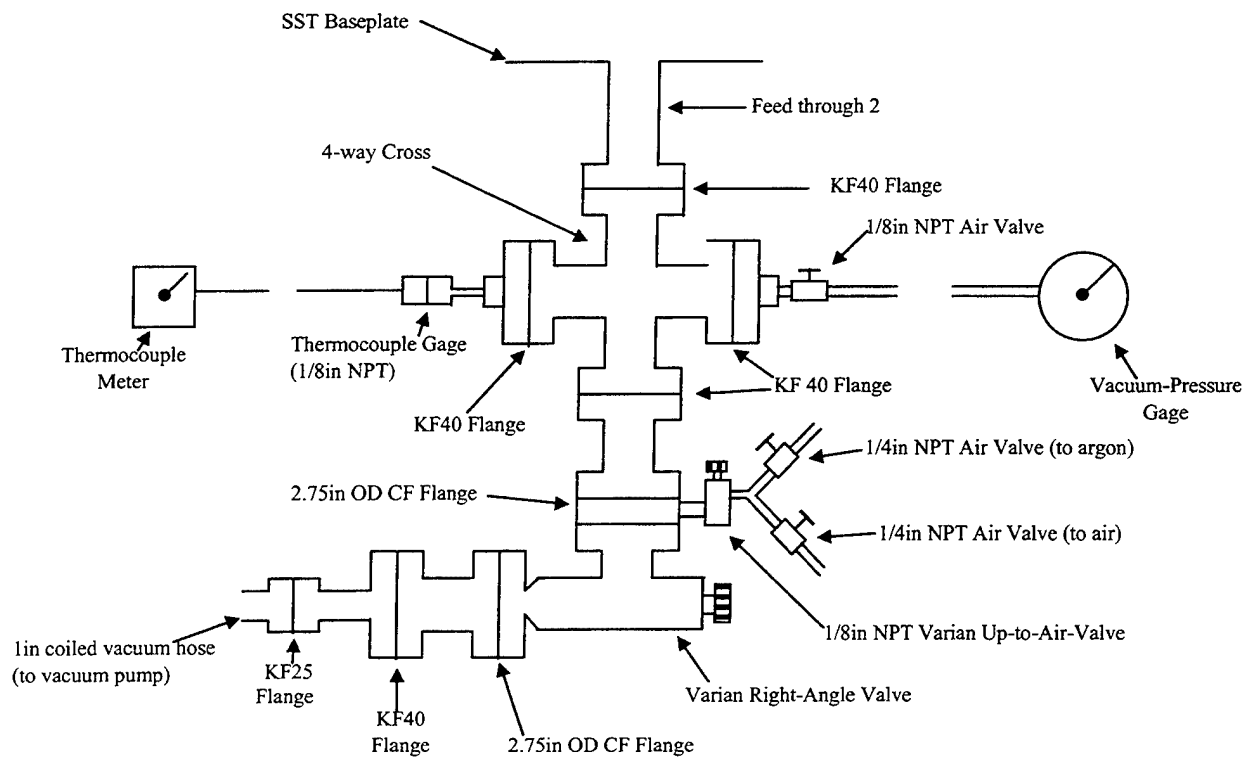 SST Baseplate
Feed through 2
4-way Cross
KF40 Flange
1/8in NPT Air Valve
Thermocouple
Meter
Thermocouple Gage
(1/8in NPT)
KF40 Flange
KF 40 Flange
Vacuum-Pressure
Gage
1/4in NPT Air Valve (to argon)
2.75in OD CF Flange
1/4in NPT Air Valve (to air)
1/8in NPT Varian Up-to-Air-Valve
1in coiled vacuum hose
(to vacuum pump)
KF25
Flange
Varian Right-Angle Valve
KF40
Flange
2.75in OD CF Flange